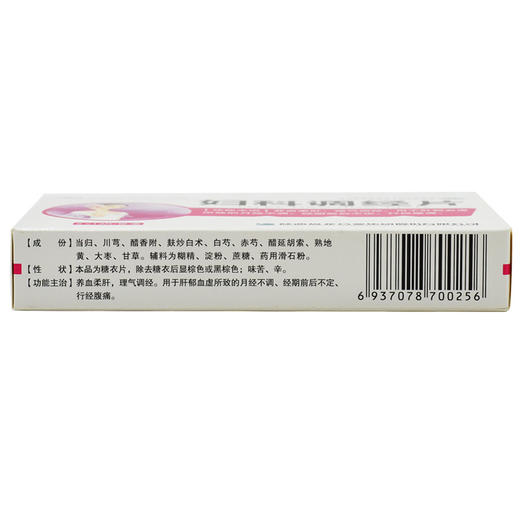 妇科调经片
【成　份】当归、川芎、醋香附、麸炒白术、白芍、赤芍、醋延胡索、熟地
黄、大枣、甘草。辅料为糊精、淀粉、蔗糖、药用滑石粉。
【性　状】本品为糖衣片，除去糖衣后显棕色或黑棕色；味苦、辛。
【功能主治】养血柔肝，理气调经。用于肝郁血虚所致的月经不调、经期前后不定、
行经腹痛。
6 937078 700256